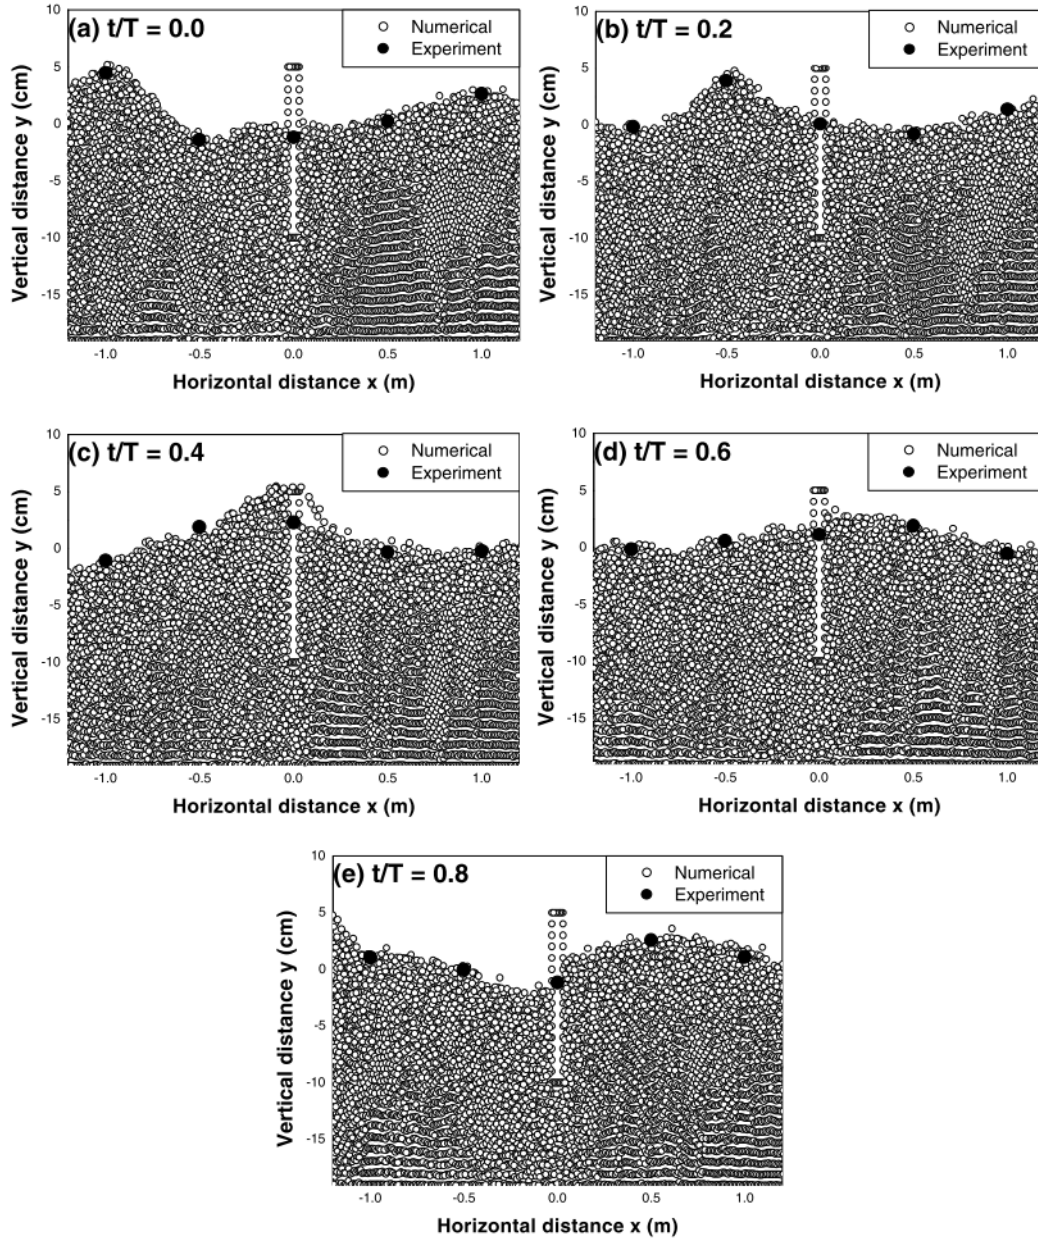 (a) t/T = 0.0
Numerical
Experiment
10
5
0
-5
-10
-15
Vertical distance y (cm)
-1.0 -0.5 0.0 0.5 1.0
Horizontal distance x (m)
(b) t/T = 0.2
Numerical
Experiment
10
5
0
-5
-10
-15
Vertical distance y (cm)
-1.0 -0.5 0.0 0.5 1.0
Horizontal distance x (m)
(c) t/T = 0.4
Numerical
Experiment
10
5
0
-5
-10
-15
Vertical distance y (cm)
-1.0 -0.5 0.0 0.5 1.0
Horizontal distance x (m)
(d) t/T = 0.6
Numerical
Experiment
10
5
0
-5
-10
-15
Vertical distance y (cm)
-1.0 -0.5 0.0 0.5 1.0
Horizontal distance x (m)
(e) t/T = 0.8
Numerical
Experiment
10
5
0
-5
-10
-15
Vertical distance y (cm)
-1.0 -0.5 0.0 0.5 1.0
Horizontal distance x (m)